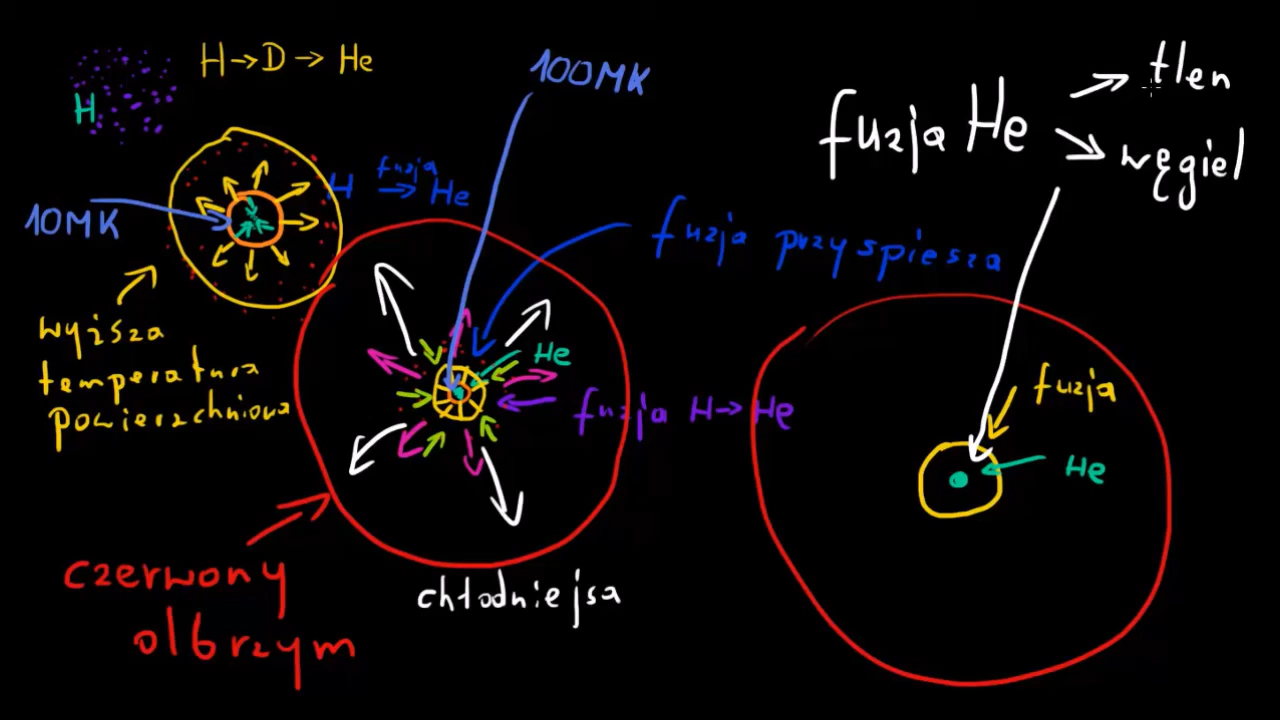 H→D→He
H
100MK
fuzja He → tlen
→ węgiel
H fuzja→ He
10MK
fuzja przyspiesza
wyższa
temperatura
powierzchniowa
He
fuzja H→He
fuzja
He
czerwony
olbrzym
chłodniejsa